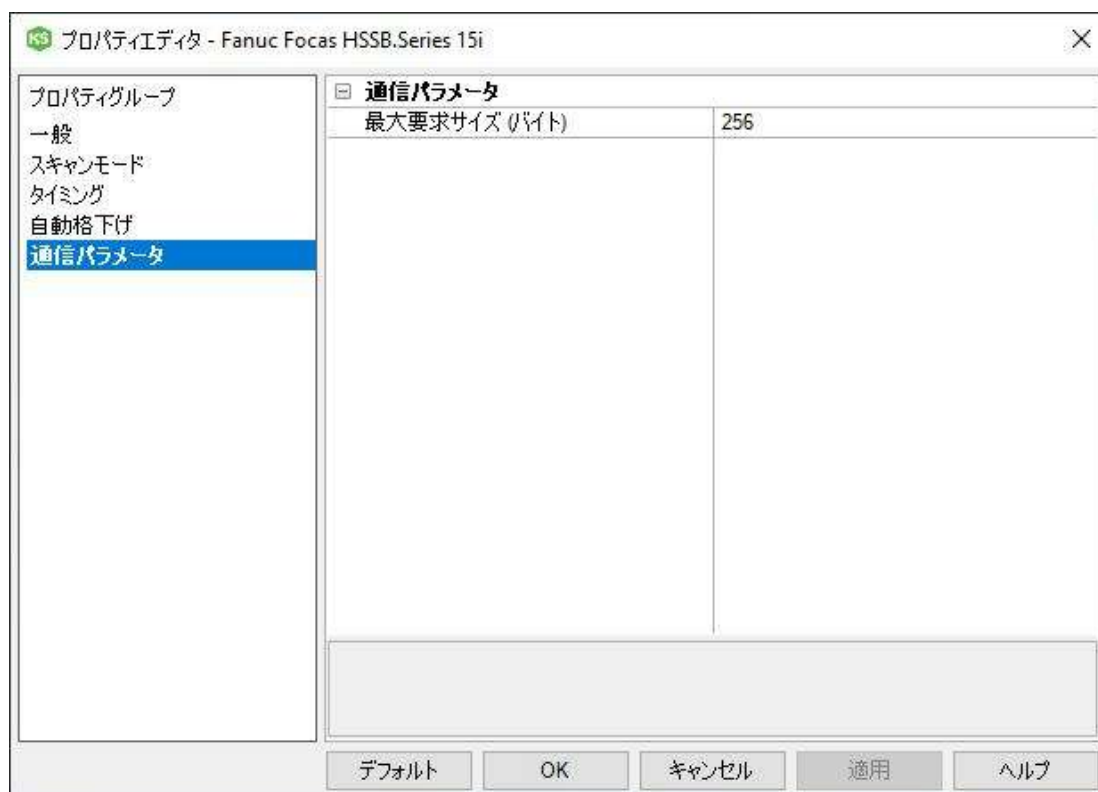 KS プロパティエディタ - Fanuc Focas HSSB.Series 15i
プロパティグループ
一般
スキャンモード
タイミング
自動格下げ
通信パラメータ
通信パラメータ
最大要求サイズ (バイト) 256
デフォルト OK キャンセル 適用 ヘルプ